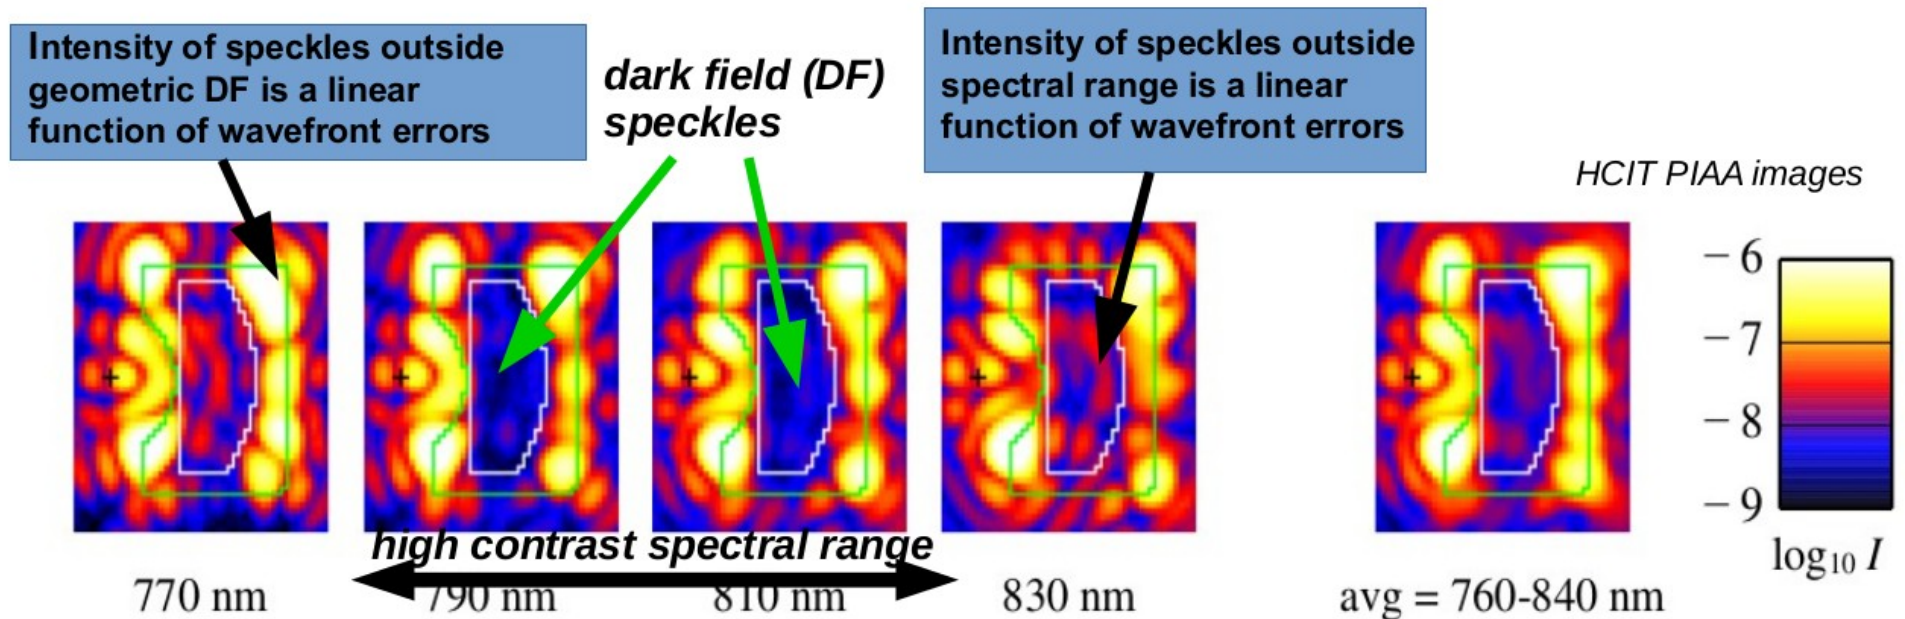 Intensity of speckles outside
geometric DF is a linear
function of wavefront errors
dark field (DF)
speckles
Intensity of speckles outside
spectral range is a linear
function of wavefront errors
HCIT PIAA images
+
+
+
+
+
− 6
− 7
− 8
− 9
log10 I
high contrast spectral range
770 nm
790 nm
810 nm
830 nm
avg = 760-840 nm